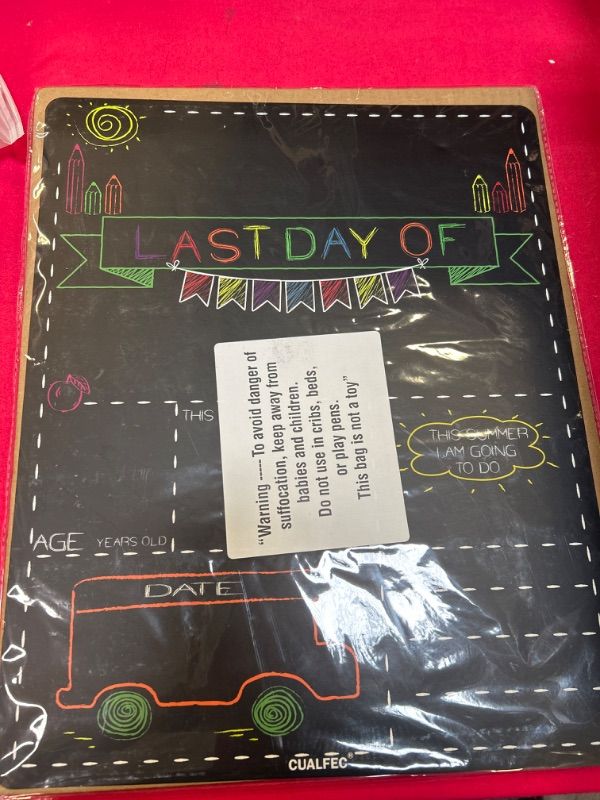 LAST DAY OF
THIS
"Warning ----- To avoid danger of
suffocation, keep away from
babies and children.
Do not use in cribs, beds,
or play pens.
This bag is not a toy"
THIS SUMMER
I AM GOING
TO DO
AGE YEARS OLD
DATE
CUALFEC®